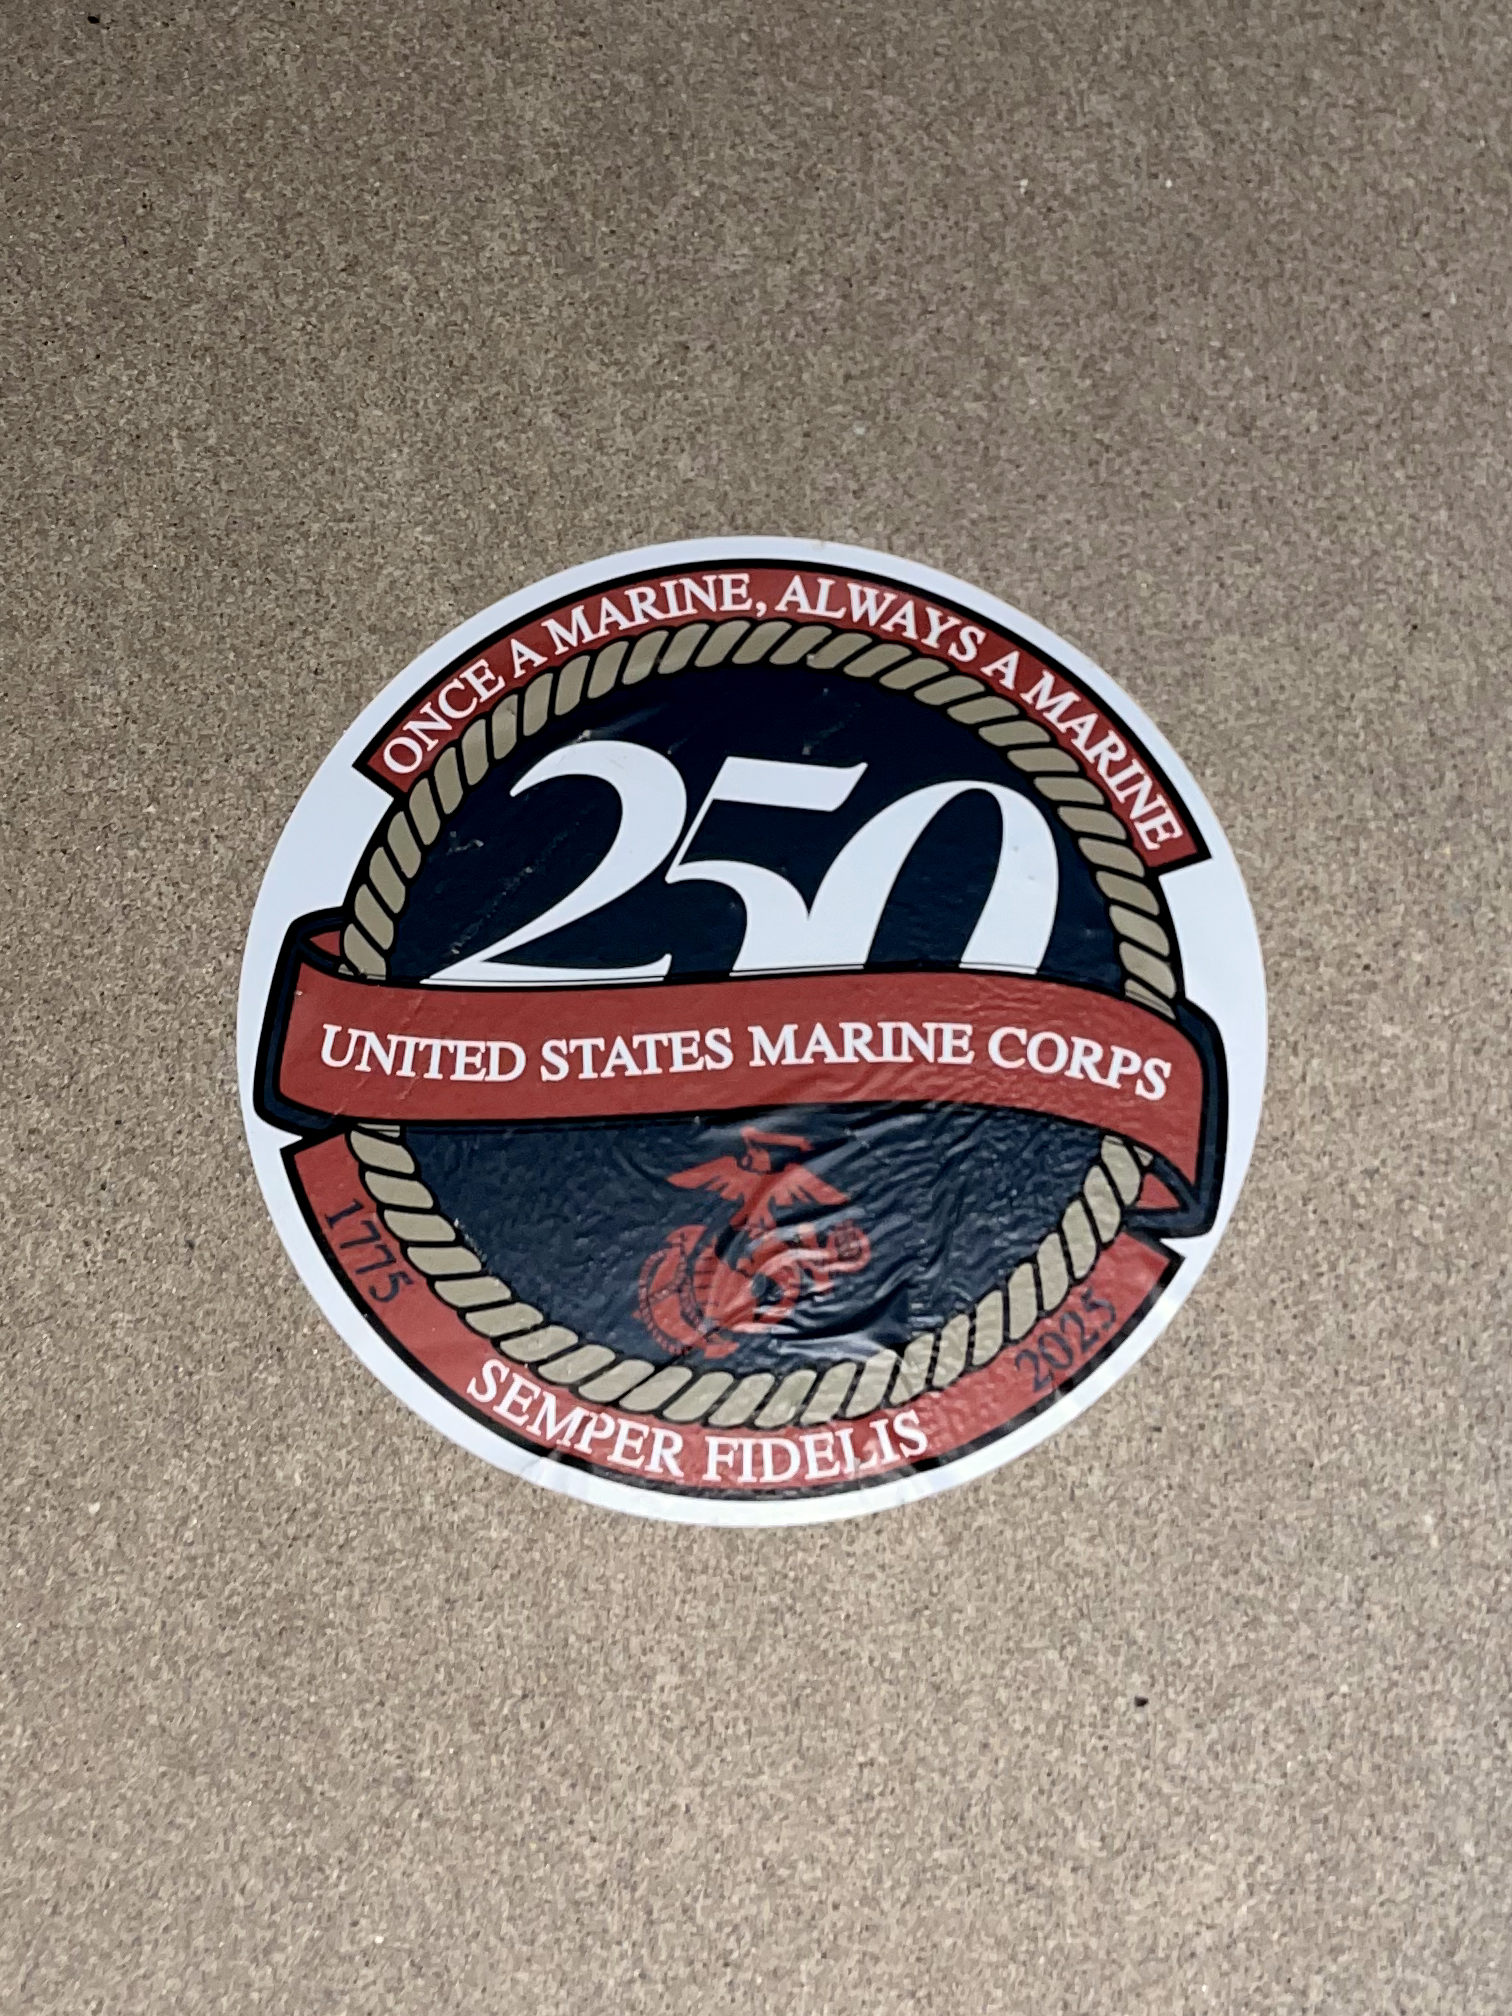 ONCE A MARINE, ALWAYS A MARINE
250
UNITED STATES MARINE CORPS
1775
2025
SEMPER FIDELIS